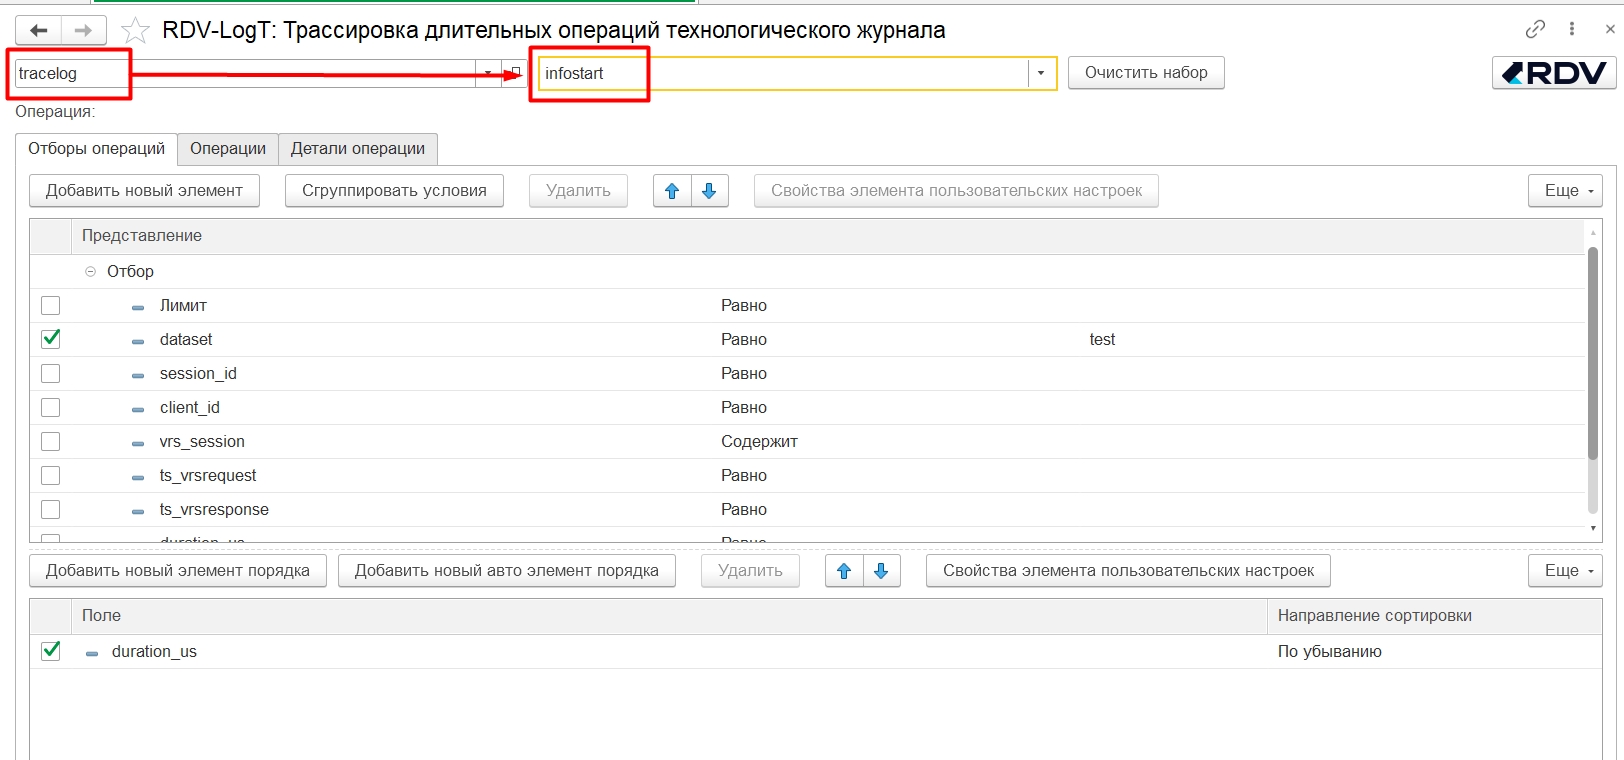 RDV-LogT: Трассировка длительных операций технологического журнала
tracelog infostart Очистить набор RDV
Операция:
Отборы операций Операции Детали операции
Добавить новый элемент Сгруппировать условия Удалить Свойства элемента пользовательских настроек Еще
Представление
Отбор
Лимит Равно
dataset Равно test
session_id Равно
client_id Равно
vrs_session Содержит
ts_vrsrequest Равно
ts_vrsresponse Равно
duration_us Равно
Добавить новый элемент порядка Добавить новый авто элемент порядка Удалить Свойства элемента пользовательских настроек Еще
Поле Направление сортировки
duration_us По убыванию